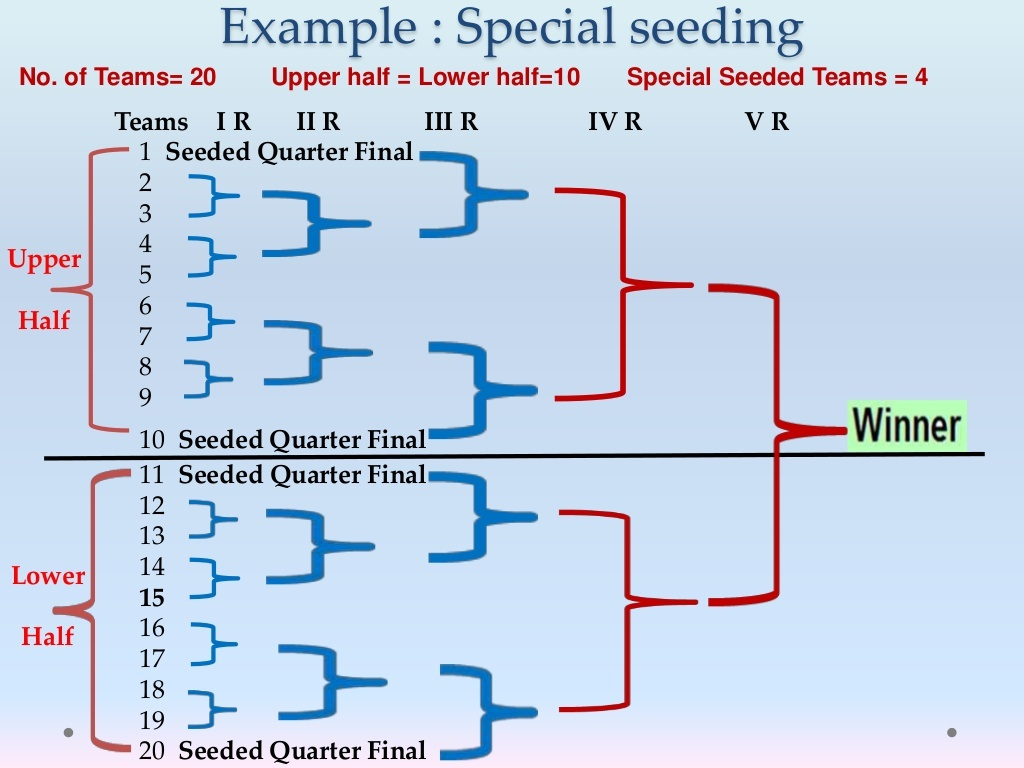 Example : Special seeding
No. of Teams= 20 Upper half = Lower half=10 Special Seeded Teams = 4
Teams I R II R III R IV R V R
1 Seeded Quarter Final
2
3
4
5
Upper
6
Half
7
8
9
Winner
10 Seeded Quarter Final
11 Seeded Quarter Final
12
13
14
Lower
15
16
Half
17
18
19
20 Seeded Quarter Final